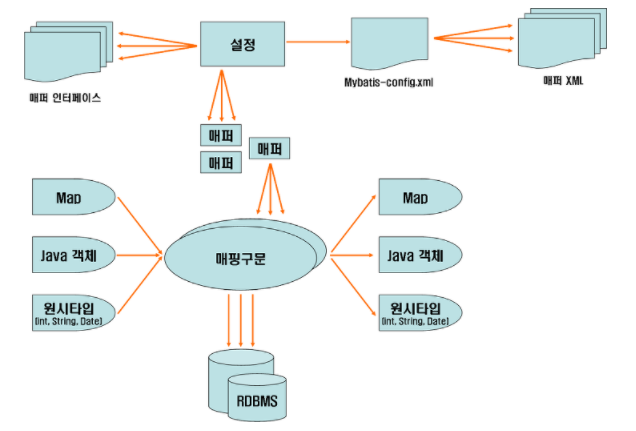 설정
매퍼 인터페이스
Mybatis-config.xml
매퍼 XML
매퍼
매퍼
매퍼
Map
Map
Java 객체
매핑구문
Java 객체
원시타입
(int, String, Date)
원시타입
(int, String, Date)
RDBMS